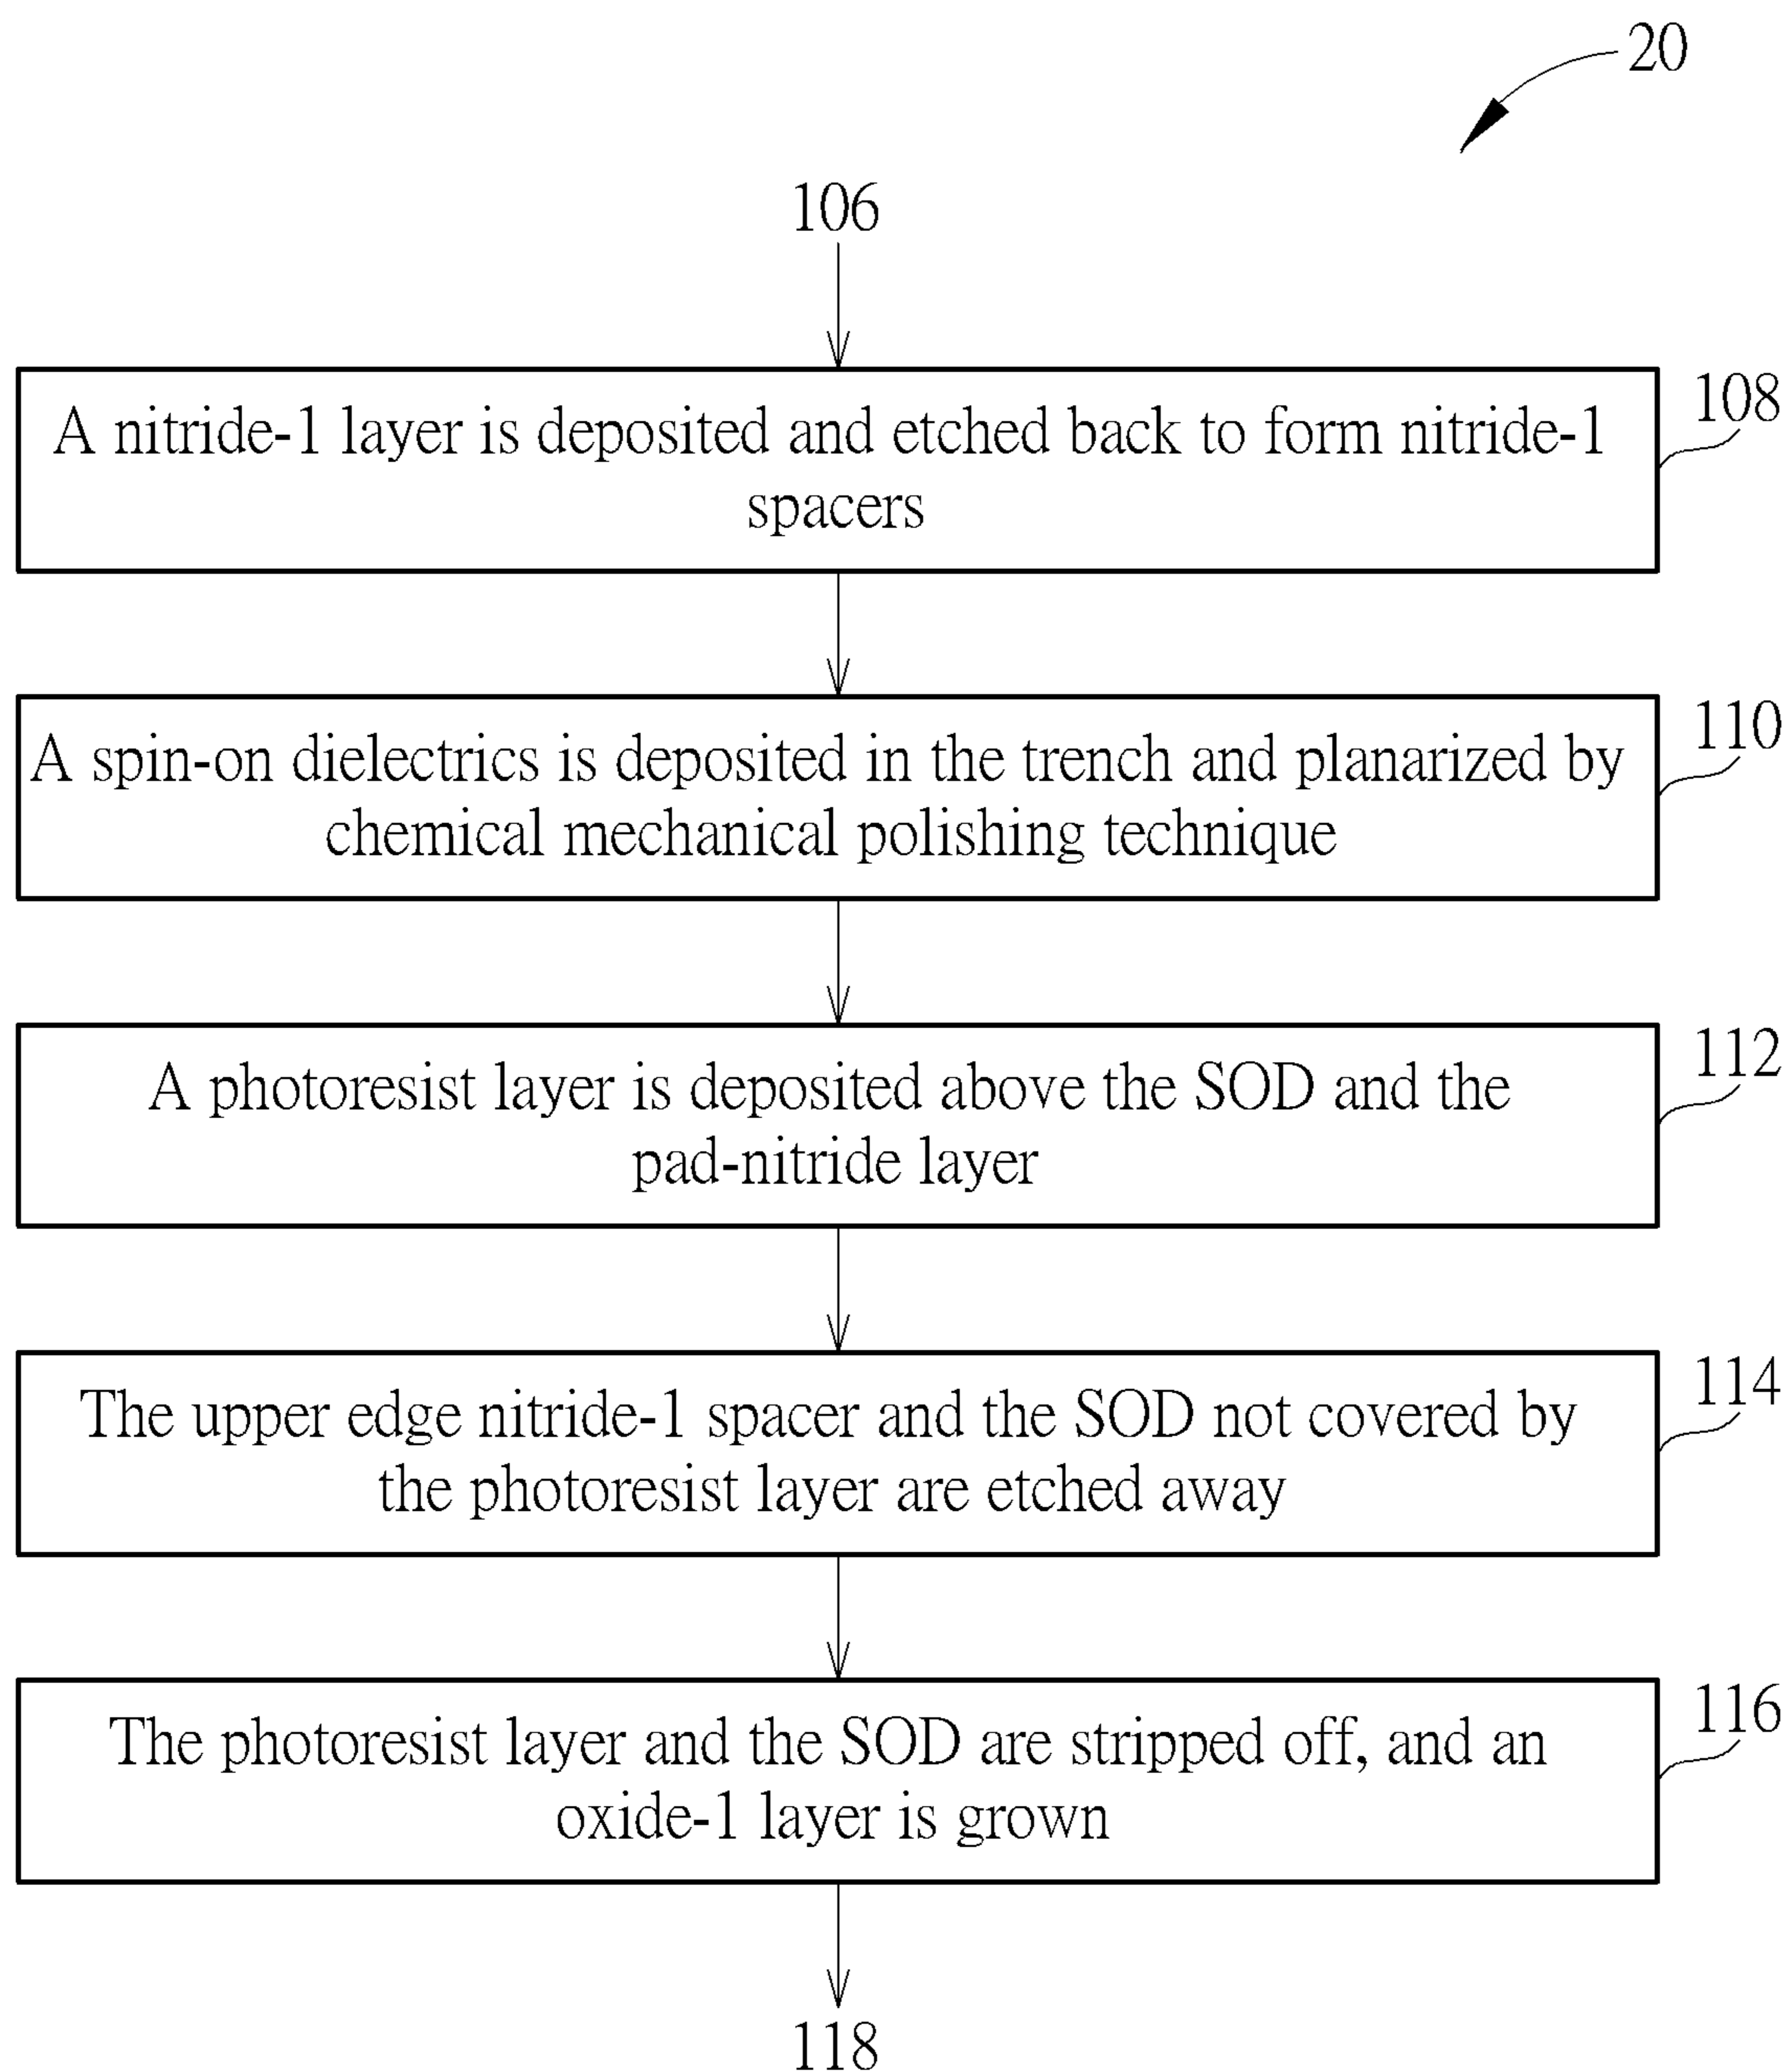 20
106
A nitride-1 layer is deposited and etched back to form nitride-1
spacers
108
A spin-on dielectrics is deposited in the trench and planarized by
chemical mechanical polishing technique
110
A photoresist layer is deposited above the SOD and the
pad-nitride layer
112
The upper edge nitride-1 spacer and the SOD not covered by
the photoresist layer are etched away
114
The photoresist layer and the SOD are stripped off, and an
oxide-1 layer is grown
116
118